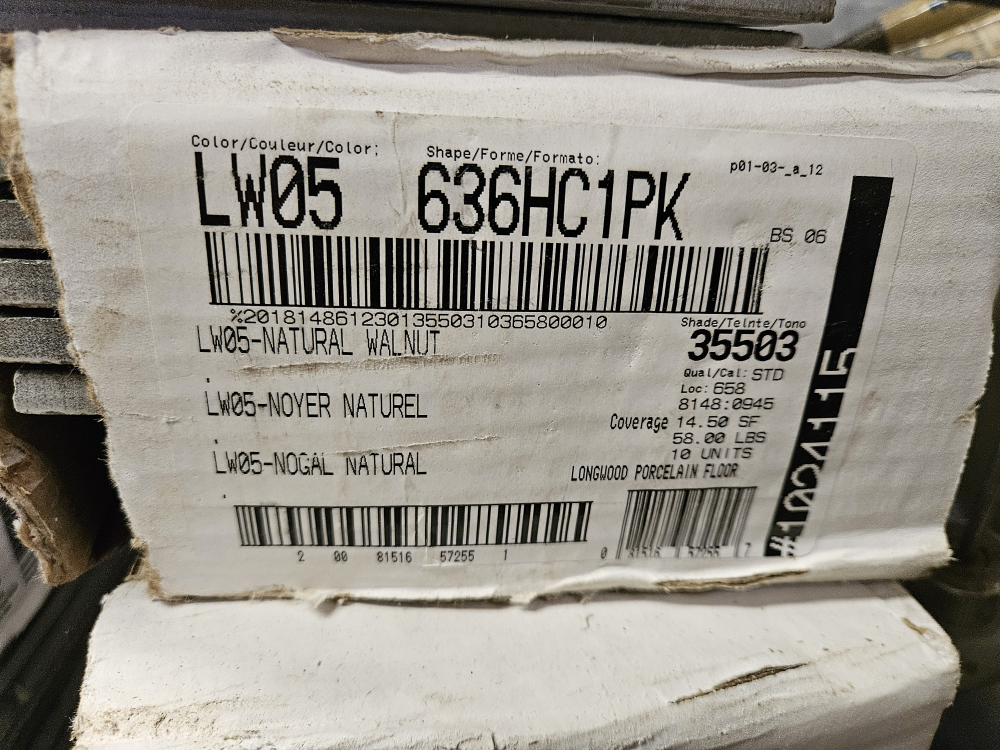 Color/Couleur/Color: Shape/Forme/Formato: p01-03-_a_12
LW05 636HC1PK
BS 06
%20181486123013550310365800010
Shade/Teinte/Tono
LW05-NATURAL WALNUT 35503
Qual/Cal: STD
Loc: 658
LW05-NOYER NATUREL 8148:0945
Coverage 14.50 SF
58.00 LBS
10 UNITS
LW05-NOGAL NATURAL LONGWOOD PORCELAIN FLOOR
2 00 81516 57255 1 0 81516 57255 7
#1024115